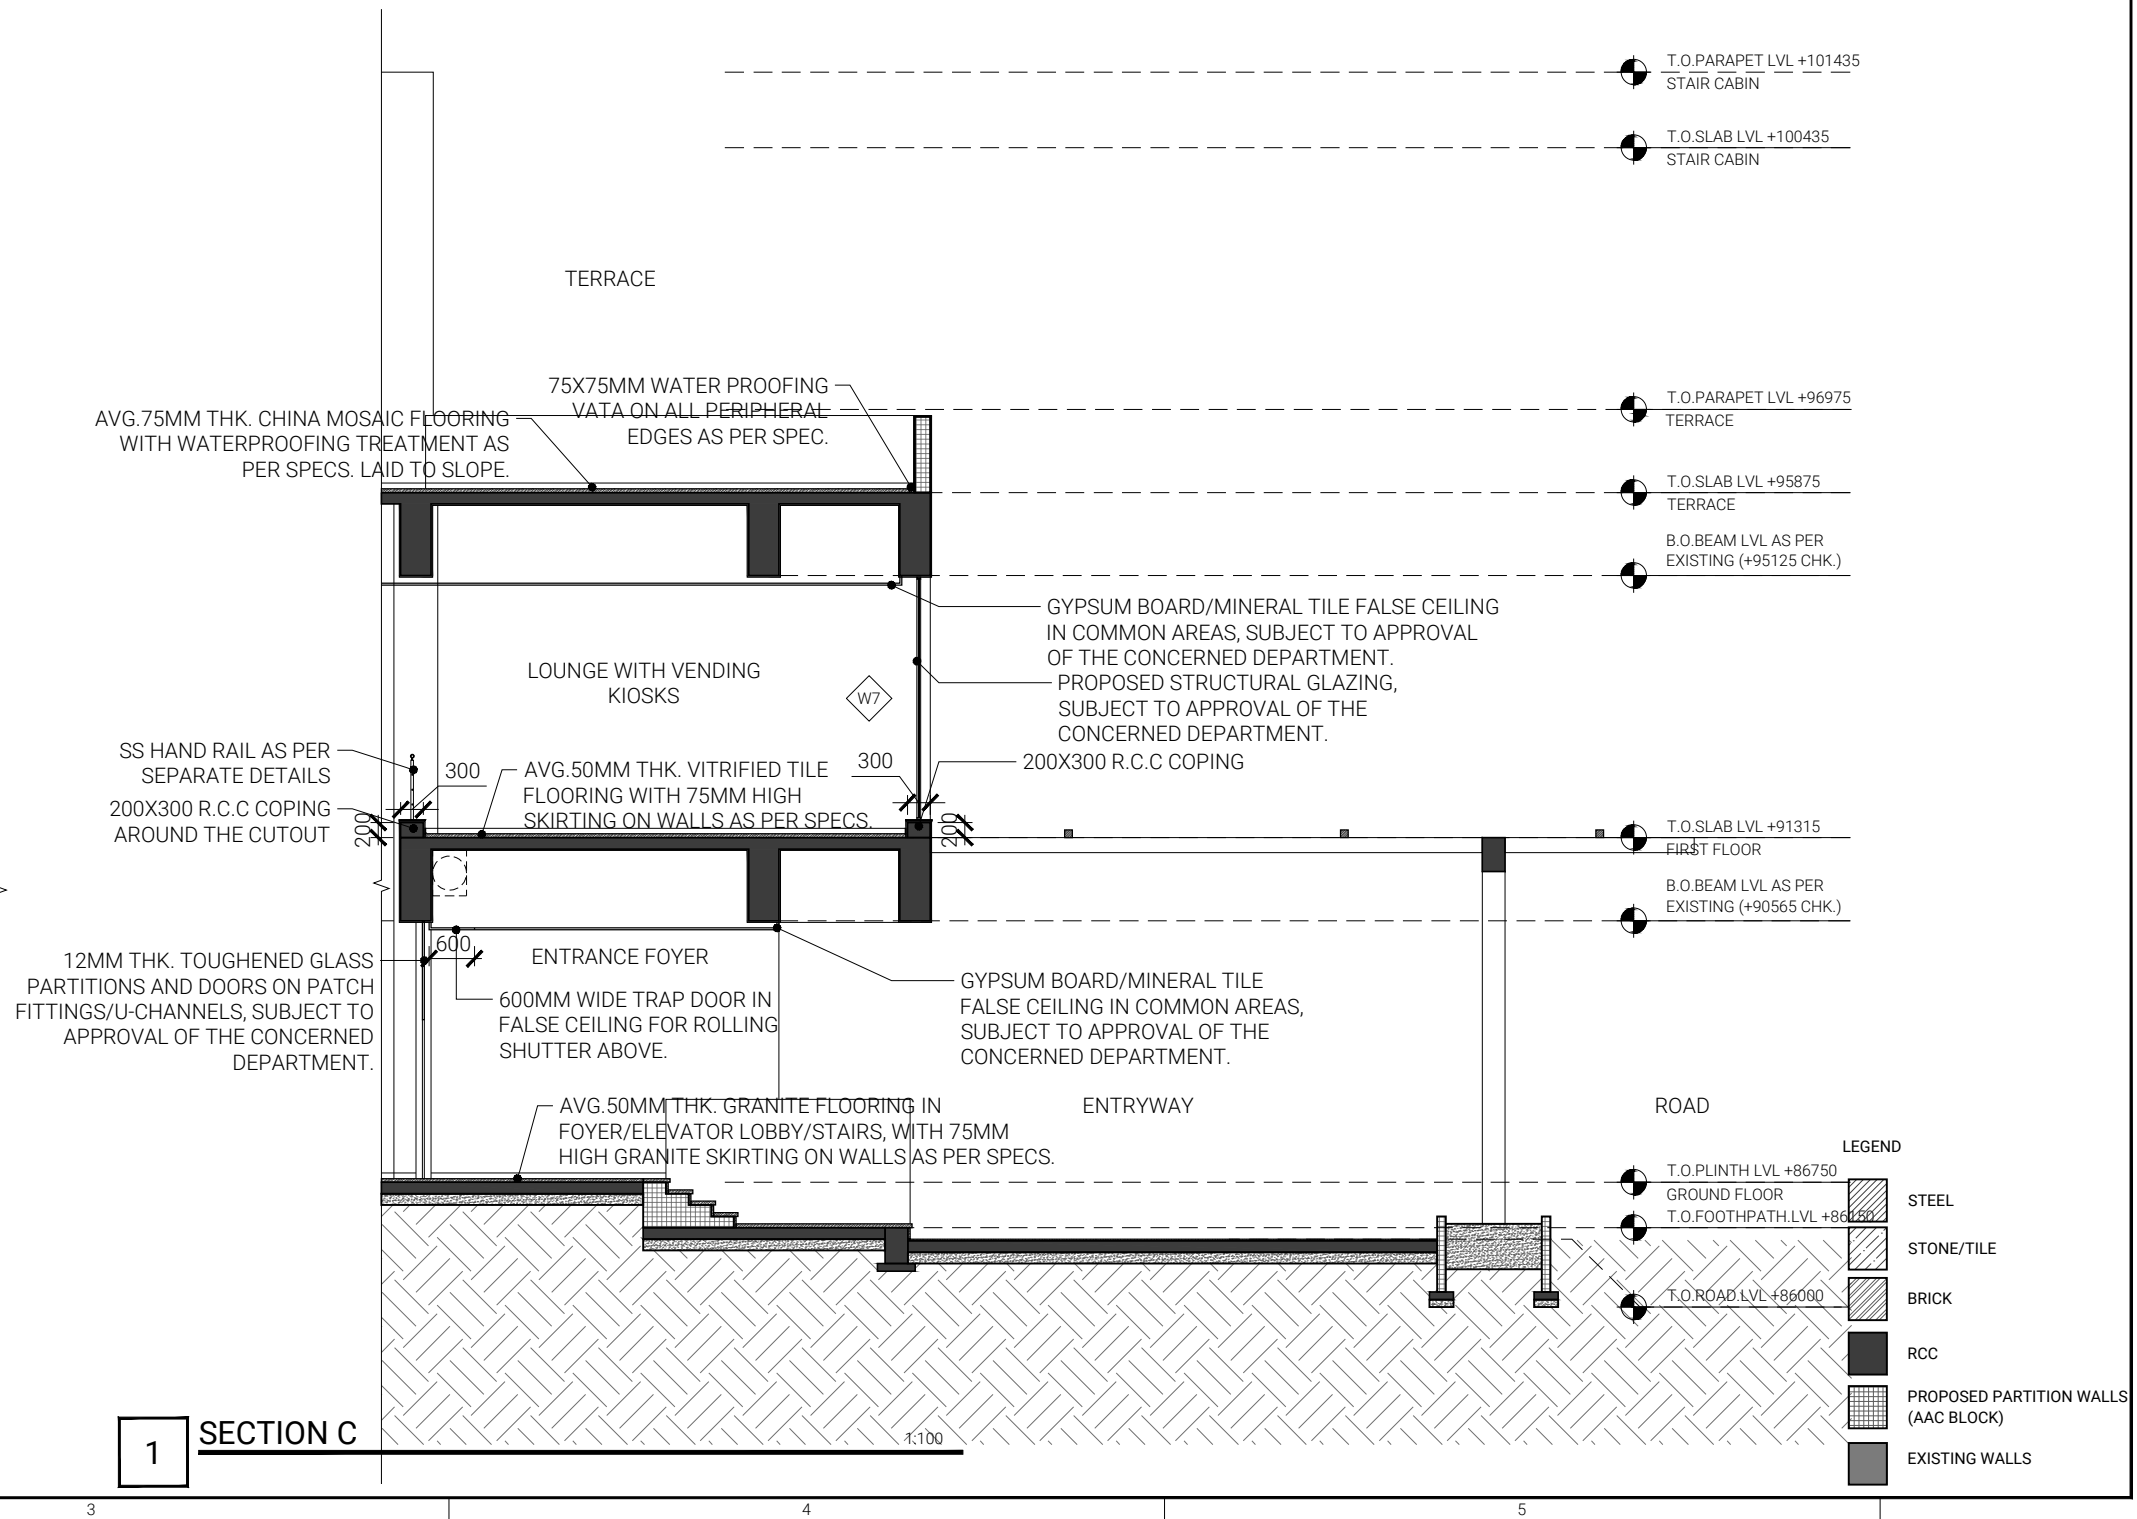 T.O.PARAPET LVL +101435
STAIR CABIN
T.O.SLAB LVL +100435
STAIR CABIN
TERRACE
75X75MM WATER PROOFING
VATA ON ALL PERIPHERAL
EDGES AS PER SPEC.
AVG.75MM THK. CHINA MOSAIC FLOORING
WITH WATERPROOFING TREATMENT AS
PER SPECS. LAID TO SLOPE.
T.O.PARAPET LVL +96975
TERRACE
T.O.SLAB LVL +95875
TERRACE
B.O.BEAM LVL AS PER
EXISTING (+95125 CHK.)
GYPSUM BOARD/MINERAL TILE FALSE CEILING
IN COMMON AREAS, SUBJECT TO APPROVAL
OF THE CONCERNED DEPARTMENT.
LOUNGE WITH VENDING
KIOSKS
W7
PROPOSED STRUCTURAL GLAZING,
SUBJECT TO APPROVAL OF THE
CONCERNED DEPARTMENT.
SS HAND RAIL AS PER
SEPARATE DETAILS
300
AVG.50MM THK. VITRIFIED TILE
FLOORING WITH 75MM HIGH
SKIRTING ON WALLS AS PER SPECS.
300
200X300 R.C.C COPING
200X300 R.C.C COPING
AROUND THE CUTOUT
200
200
T.O.SLAB LVL +91315
FIRST FLOOR
B.O.BEAM LVL AS PER
EXISTING (+90565 CHK.)
600
ENTRANCE FOYER
12MM THK. TOUGHENED GLASS
PARTITIONS AND DOORS ON PATCH
FITTINGS/U-CHANNELS, SUBJECT TO
APPROVAL OF THE CONCERNED
DEPARTMENT.
600MM WIDE TRAP DOOR IN
FALSE CEILING FOR ROLLING
SHUTTER ABOVE.
GYPSUM BOARD/MINERAL TILE
FALSE CEILING IN COMMON AREAS,
SUBJECT TO APPROVAL OF THE
CONCERNED DEPARTMENT.
AVG.50MM THK. GRANITE FLOORING IN
FOYER/ELEVATOR LOBBY/STAIRS, WITH 75MM
HIGH GRANITE SKIRTING ON WALLS AS PER SPECS.
ENTRYWAY
ROAD
T.O.PLINTH LVL +86750
GROUND FLOOR
T.O.FOOTHPATH.LVL +86150
T.O.ROAD.LVL +86000
LEGEND
STEEL
STONE/TILE
BRICK
RCC
PROPOSED PARTITION WALLS
(AAC BLOCK)
EXISTING WALLS
1
SECTION C
1:100
3
4
5